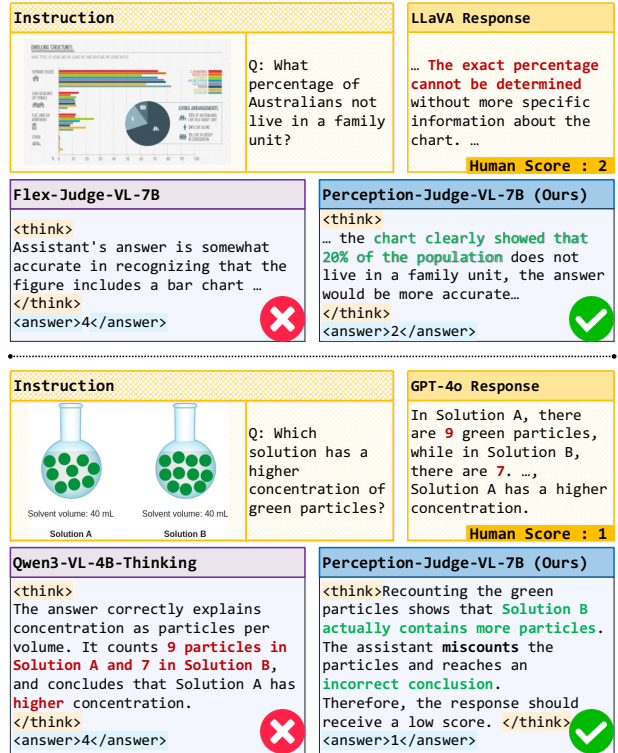 Instruction
DWELLING STRUCTURES
LIVING ARRANGEMENTS
Q: What
percentage of
Australians not
live in a family
unit?
LLaVA Response
… The exact percentage
cannot be determined
without more specific
information about the
chart. …
Human Score : 2
Flex-Judge-VL-7B
<think>
Assistant's answer is somewhat
accurate in recognizing that the
figure includes a bar chart …
</think>
<answer>4</answer>
Perception-Judge-VL-7B (Ours)
<think>
… the chart clearly showed that
20% of the population does not
live in a family unit, the answer
would be more accurate…
</think>
<answer>2</answer>
Instruction
Solvent volume: 40 mL
Solvent volume: 40 mL
Solution A
Solution B
Q: Which
solution has a
higher
concentration of
green particles?
GPT-4o Response
In Solution A, there
are 9 green particles,
while in Solution B,
there are 7. …,
Solution A has a higher
concentration.
Human Score : 1
Qwen3-VL-4B-Thinking
<think>
The answer correctly explains
concentration as particles per
volume. It counts 9 particles in
Solution A and 7 in Solution B,
and concludes that Solution A has
higher concentration.
</think>
<answer>4</answer>
Perception-Judge-VL-7B (Ours)
<think>Recounting the green
particles shows that Solution B
actually contains more particles.
The assistant miscounts the
particles and reaches an
incorrect conclusion.
Therefore, the response should
receive a low score. </think>
<answer>1</answer>